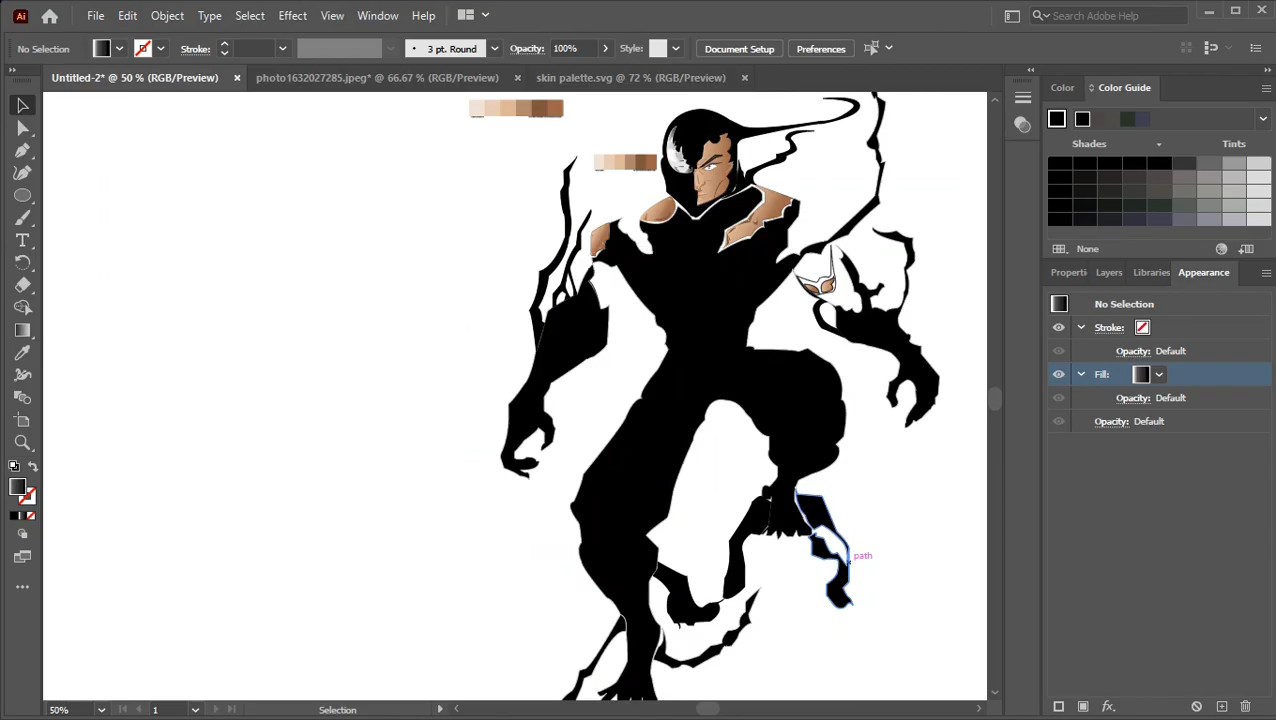 Ai File Edit Object Type Select Effect View Window Help Search Adobe Help
No Selection Stroke: 3 pt. Round Opacity: 100% Style: Document Setup Preferences
Untitled-2* @ 50 % (RGB/Preview) × photo1632027285.jpeg* @ 66.67 % (RGB/Preview) × skin palette.svg @ 72 % (RGB/Preview) ×
Color Color Guide
Shades Tints
None
Properti Layers Libraries Appearance
No Selection
Stroke:
Opacity: Default
Fill:
Opacity: Default
Opacity: Default
path
50% 1 Selection
fx.